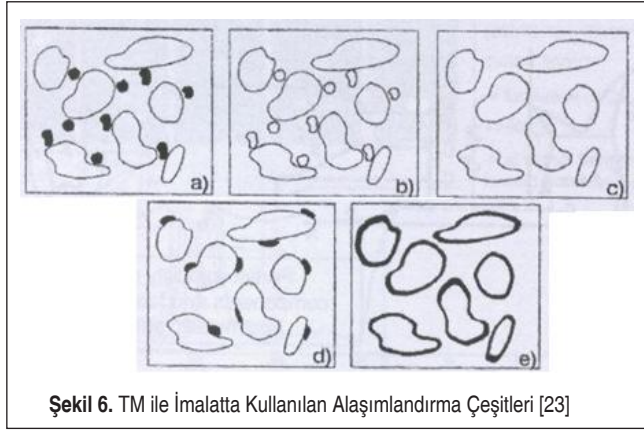 a)
b)
c)
d)
e)
Şekil 6. TM ile İmalatta Kullanılan Alaşımlandırma Çeşitleri [23]